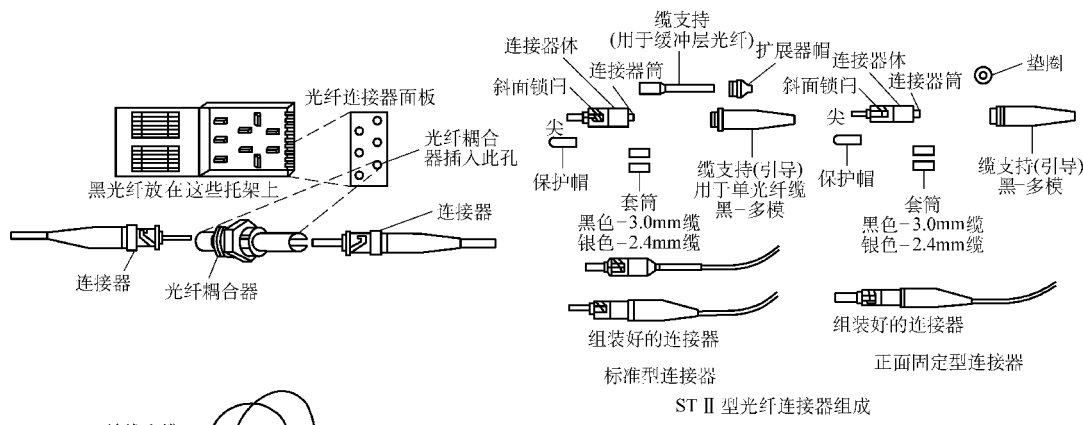 光纤连接器面板
光纤耦合
器插入此孔
黑光纤放在这些托架上
连接器
连接器
光纤耦合器
缆支持
(用于缓冲层光纤)
连接器体
连接器筒
扩展器帽
斜面锁闩
尖
保护帽
套筒
黑色-3.0mm缆
银色-2.4mm缆
缆支持(引导)
用于单光纤缆
黑-多模
组装好的连接器
标准型连接器
连接器体
连接器筒
垫圈
斜面锁闩
尖
保护帽
套筒
黑色-3.0mm缆
银色-2.4mm缆
缆支持(引导)
黑-多模
组装好的连接器
正面固定型连接器
ST Ⅱ 型光纤连接器组成